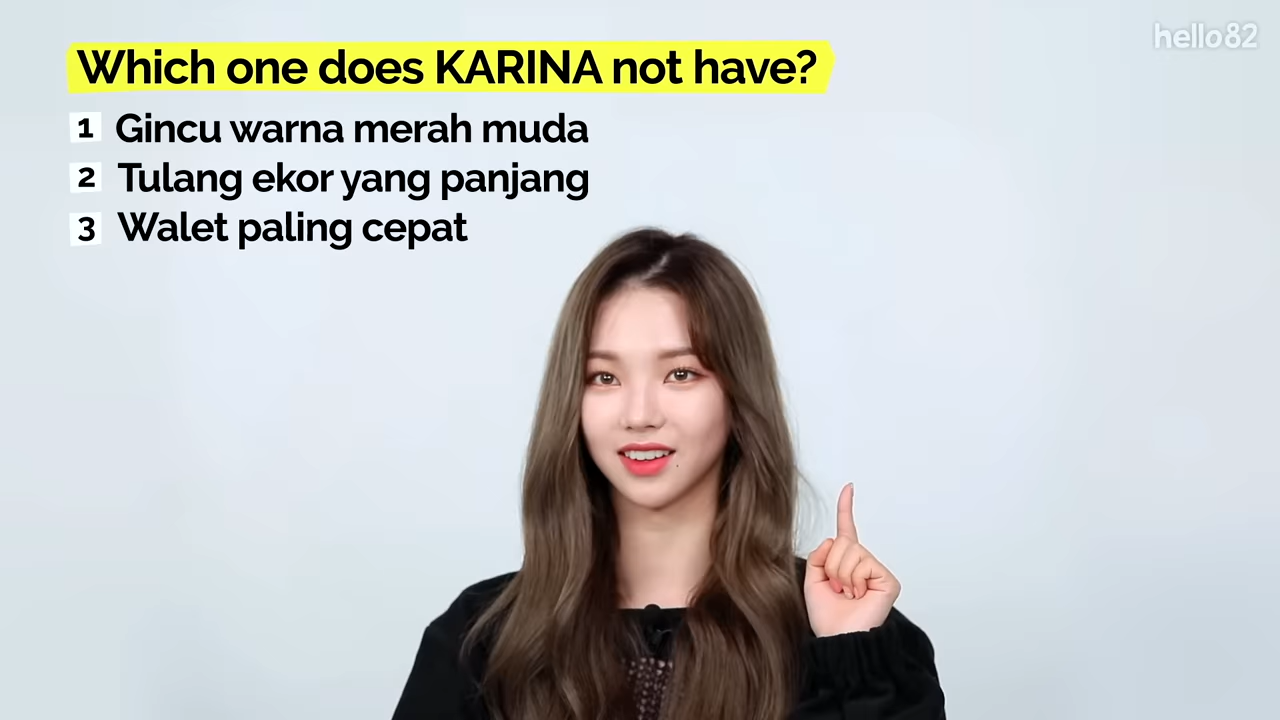 hello82
Which one does KARINA not have?
1 Gincu warna merah muda
2 Tulang ekor yang panjang
3 Walet paling cepat